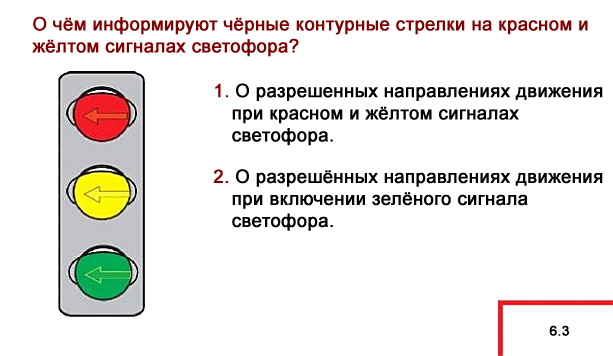 О чём информируют чёрные контурные стрелки на красном и
жёлтом сигналах светофора?
1. О разрешенных направлениях движения
при красном и жёлтом сигналах
светофора.
2. О разрешённых направлениях движения
при включении зелёного сигнала
светофора.
6.3